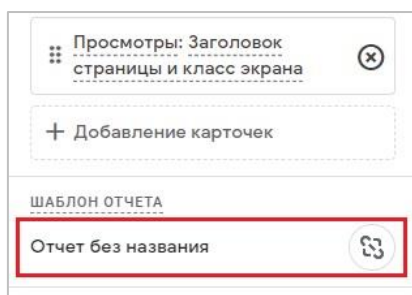 Просмотры: Заголовок
страницы и класс экрана
Добавление карточек
ШАБЛОН ОТЧЕТА
Отчет без названия